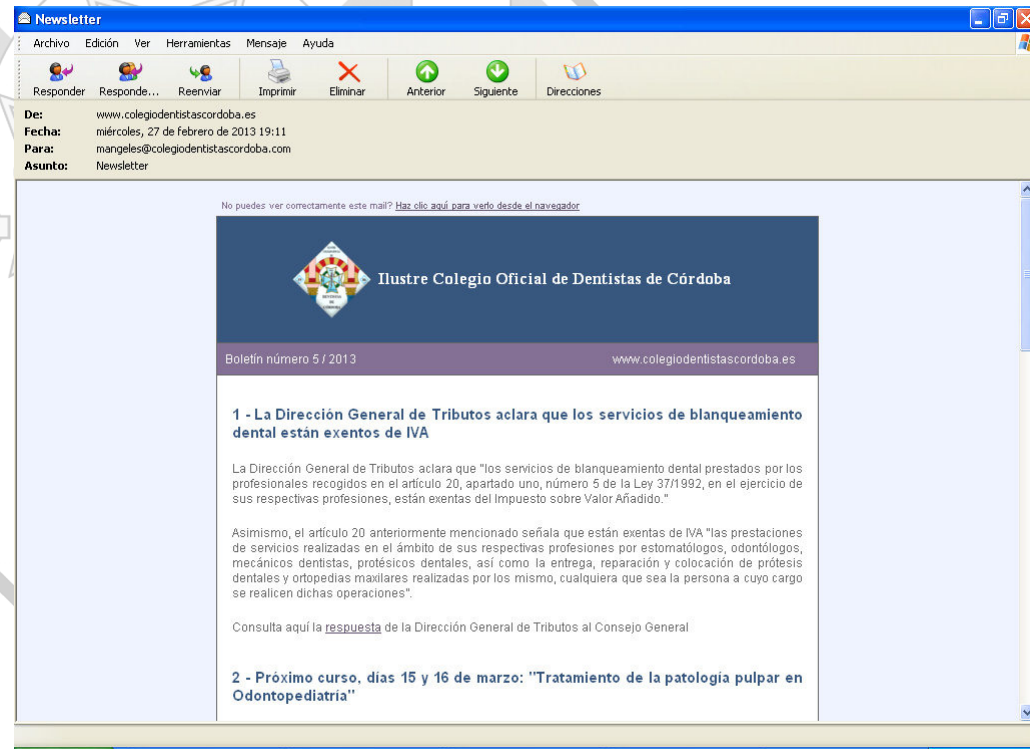 Newsletter
Archivo Edición Ver Herramientas Mensaje Ayuda
Responder Responde... Reenviar Imprimir Eliminar Anterior Siguiente Direcciones
De: www.colegiodentistascordoba.es
Fecha: miércoles, 27 de febrero de 2013 19:11
Para: mangeles@colegiodentistascordoba.com
Asunto: Newsletter
No puedes ver correctamente este mail? Haz clic aquí para verlo desde el navegador
Ilustre Colegio Oficial de Dentistas de Córdoba
Boletín número 5 / 2013 www.colegiodentistascordoba.es
1 - La Dirección General de Tributos aclara que los servicios de blanqueamiento
dental están exentos de IVA
La Dirección General de Tributos aclara que "los servicios de blanqueamiento dental prestados por los
profesionales recogidos en el artículo 20, apartado uno, número 5 de la Ley 37/1992, en el ejercicio de
sus respectivas profesiones, están exentas del Impuesto sobre Valor Añadido."
Asimismo, el artículo 20 anteriormente mencionado señala que están exentas de IVA "las prestaciones
de servicios realizadas en el ámbito de sus respectivas profesiones por estomatólogos, odontólogos,
mecánicos dentistas, protésicos dentales, así como la entrega, reparación y colocación de prótesis
dentales y ortopedias maxilares realizadas por los mismo, cualquiera que sea la persona a cuyo cargo
se realicen dichas operaciones".
Consulta aquí la respuesta de la Dirección General de Tributos al Consejo General
2 - Próximo curso, días 15 y 16 de marzo: "Tratamiento de la patología pulpar en
Odontopediatría"